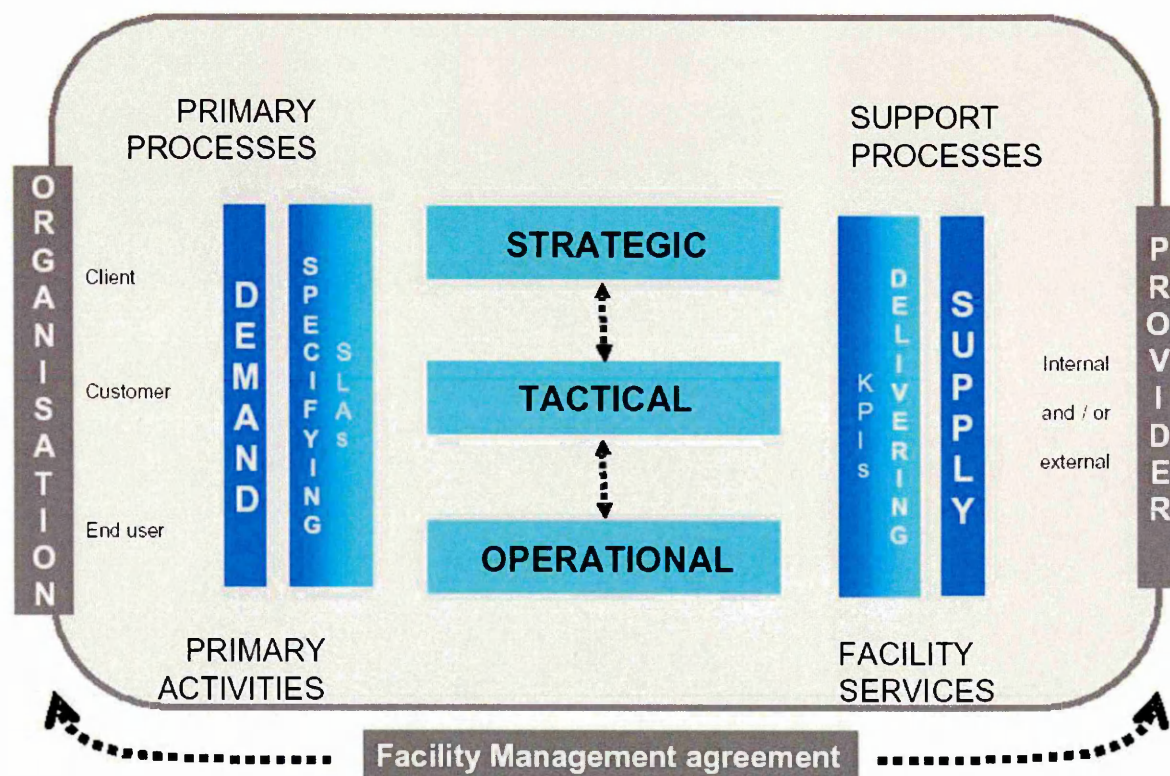 PRIMARY
PROCESSES
SUPPORT
PROCESSES
ORGANISATION
Client
Customer
End user
DEMAND
SPECIFYING
SLAs
STRATEGIC
TACTICAL
OPERATIONAL
KPIs
DELIVERING
SUPPLY
Internal
and / or
external
PROVIDER
PRIMARY
ACTIVITIES
FACILITY
SERVICES
Facility Management agreement